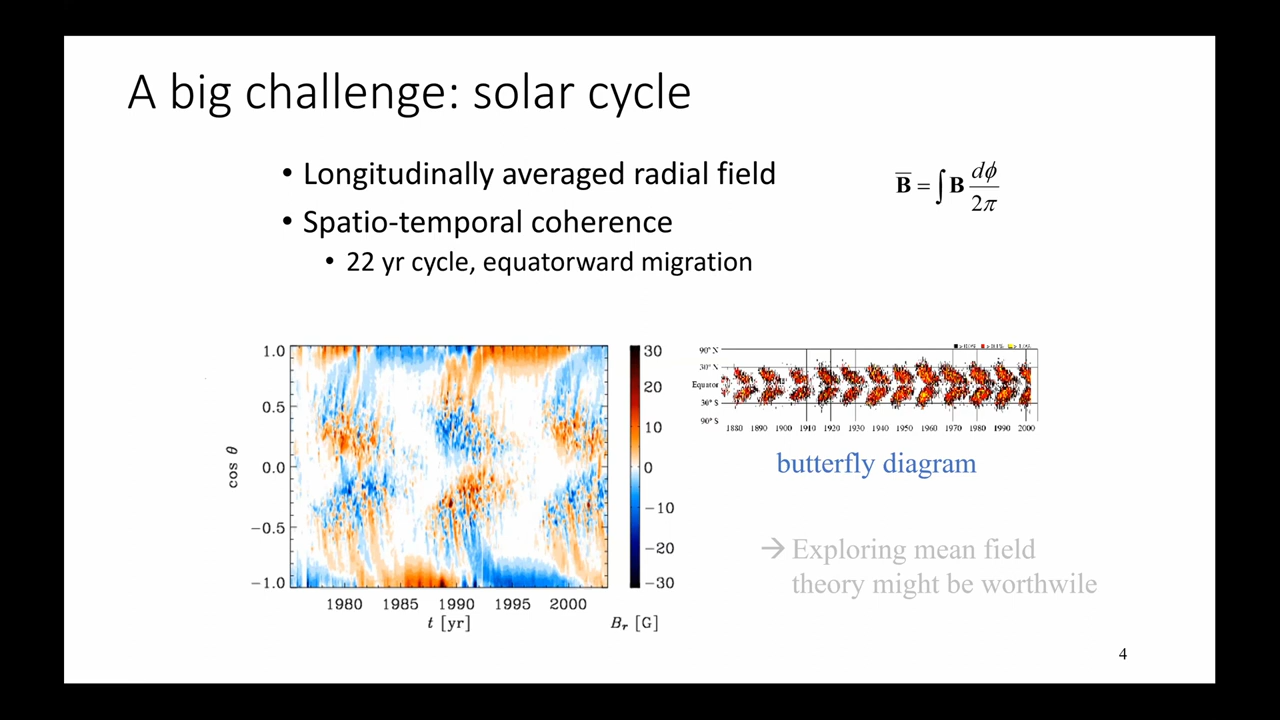 A big challenge: solar cycle
• Longitudinally averaged radial field
• Spatio-temporal coherence
• 22 yr cycle, equatorward migration
B̅ = ∫ B dϕ / 2π
1.0
0.5
0.0
−0.5
−1.0
cos θ
1980 1985 1990 1995 2000
t [yr]
30
20
10
0
−10
−20
−30
B_r [G]
90° N
30° N
Equator
30° S
90° S
1880 1890 1900 1910 1920 1930 1940 1950 1960 1970 1980 1990 2000
butterfly diagram
→ Exploring mean field
theory might be worthwile
4